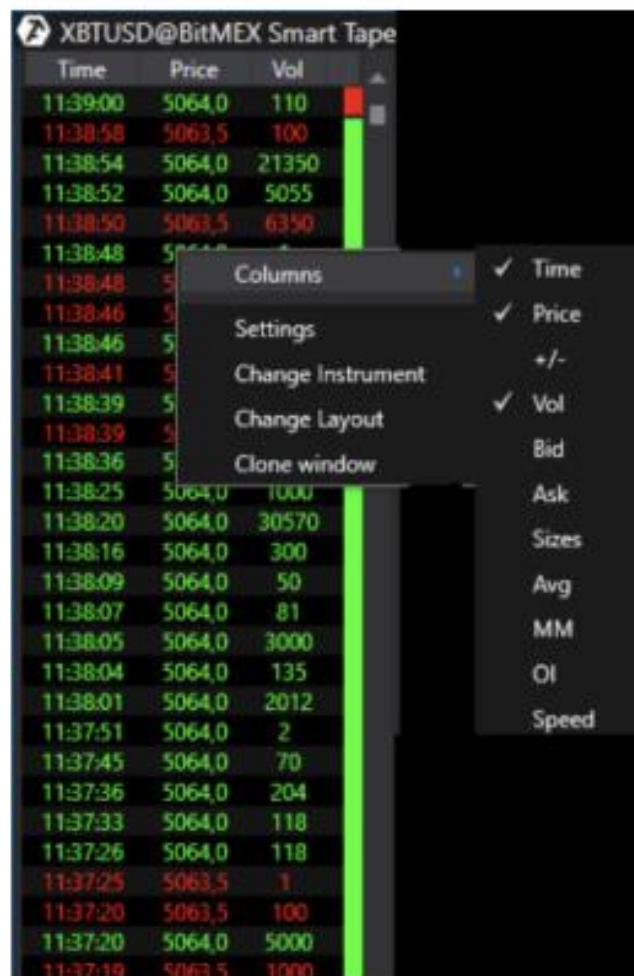 XBTUSD@BitMEX Smart Tape
Time Price Vol
11:39:00 5064,0 110
11:38:58 5063,5 100
11:38:54 5064,0 21350
11:38:52 5064,0 5055
11:38:50 5063,5 6350
11:38:48
11:38:48
11:38:46
11:38:46
11:38:41
11:38:39
11:38:39
11:38:36
11:38:25 5064,0 1000
11:38:20 5064,0 30570
11:38:16 5064,0 300
11:38:09 5064,0 50
11:38:07 5064,0 81
11:38:05 5064,0 3000
11:38:04 5064,0 135
11:38:01 5064,0 2012
11:37:51 5064,0 2
11:37:45 5064,0 70
11:37:36 5064,0 204
11:37:33 5064,0 118
11:37:26 5064,0 118
11:37:25 5063,5 1
11:37:20 5063,5 100
11:37:20 5064,0 5000
11:37:19 5063,5 1000
Columns
Settings
Change Instrument
Change Layout
Clone window
✓ Time
✓ Price
+/-
✓ Vol
Bid
Ask
Sizes
Avg
MM
OI
Speed